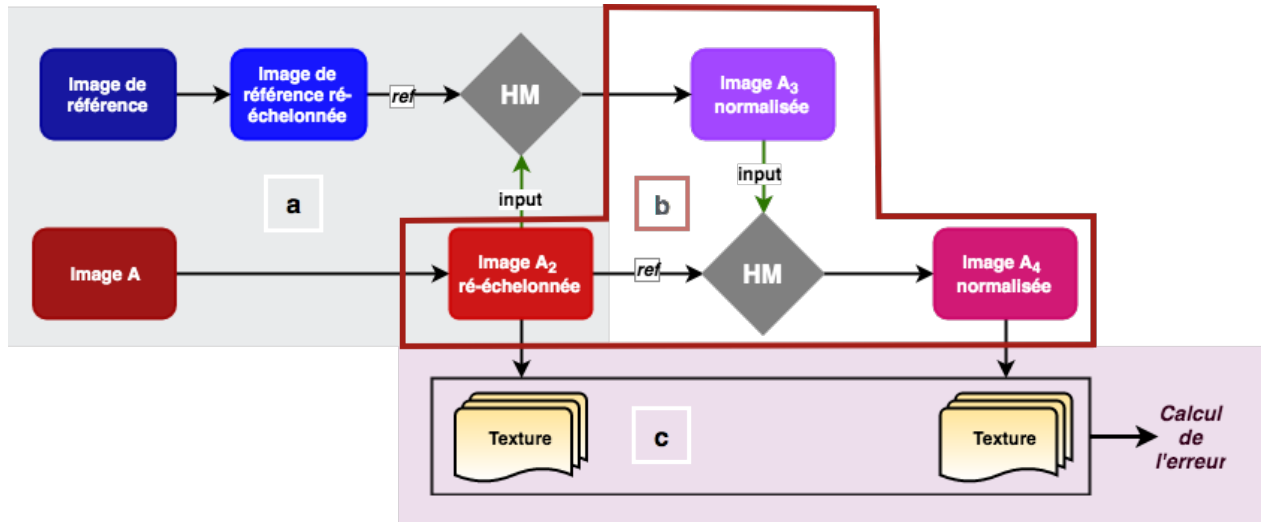 Image de
référence
Image de
référence ré-
échelonnée
ref
HM
Image A3
normalisée
input
input
a
b
Image A
Image A2
ré-échelonnée
ref
HM
Image A4
normalisée
Texture
c
Texture
Calcul
de
l'erreur